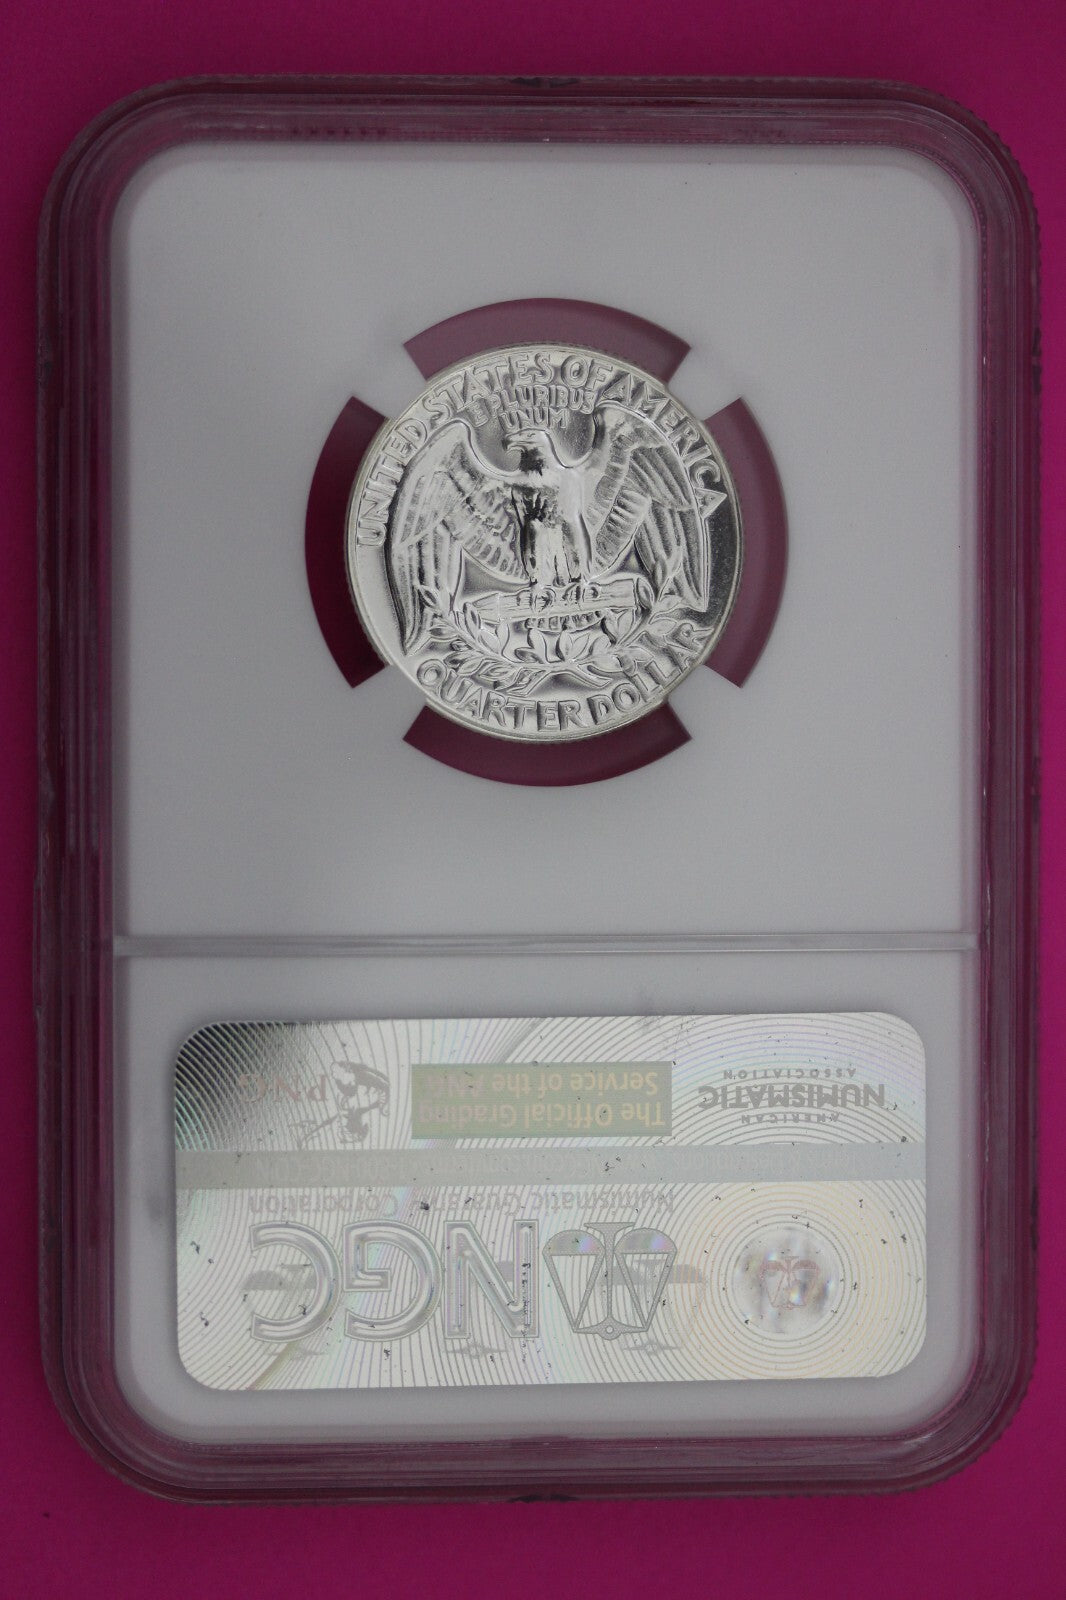 UNITED STATES OF AMERICA
E PLURIBUS
UNUM
QUARTER DOLLAR
NGC
Numismatic Guaranty
Corporation
The Official Grading
Service of the ANA
PNG
AMERICAN
NUMISMATIC
ASSOCIATION